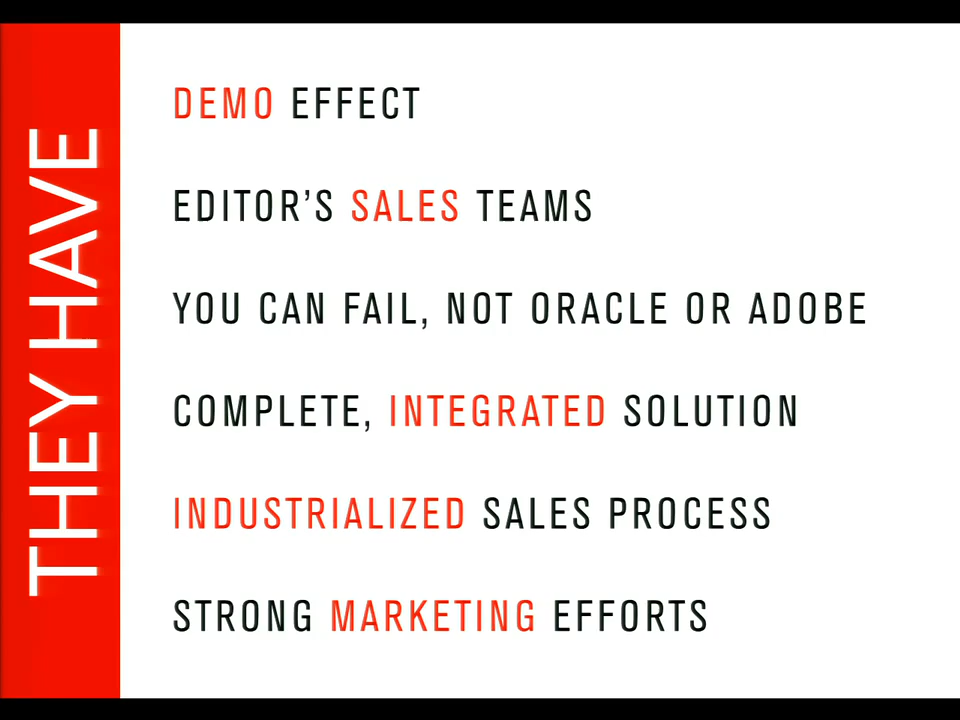 THEY HAVE
DEMO EFFECT
EDITOR’S SALES TEAMS
YOU CAN FAIL, NOT ORACLE OR ADOBE
COMPLETE, INTEGRATED SOLUTION
INDUSTRIALIZED SALES PROCESS
STRONG MARKETING EFFORTS